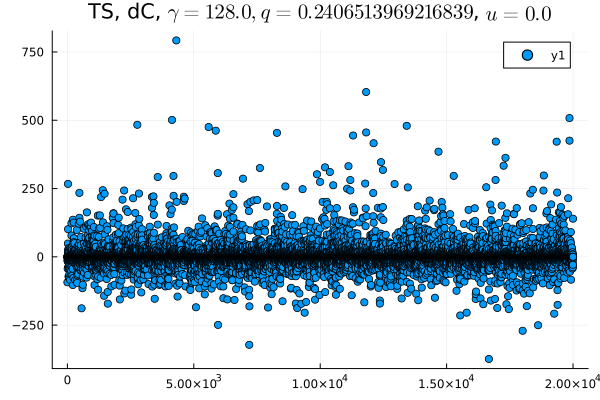 TS, dC, γ = 128.0, q = 0.2406513969216839, u = 0.0
y1
750
500
250
0
−250
0 5.00×10³ 1.00×10⁴ 1.50×10⁴ 2.00×10⁴